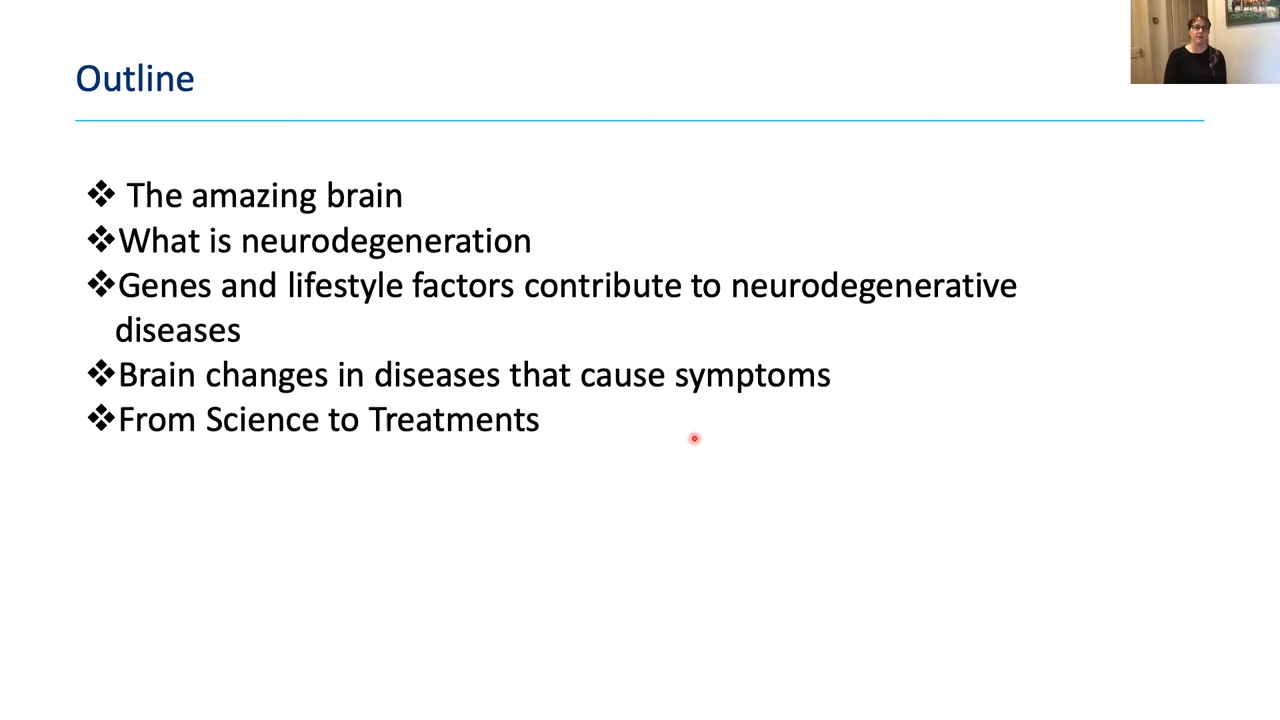 Outline
❖ The amazing brain
❖What is neurodegeneration
❖Genes and lifestyle factors contribute to neurodegenerative
diseases
❖Brain changes in diseases that cause symptoms
❖From Science to Treatments